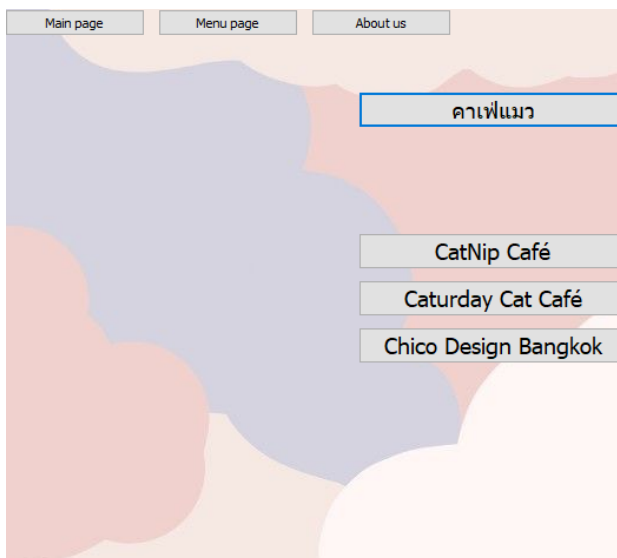 Main page
Menu page
About us
คาเฟ่แมว
CatNip Café
Caturday Cat Café
Chico Design Bangkok